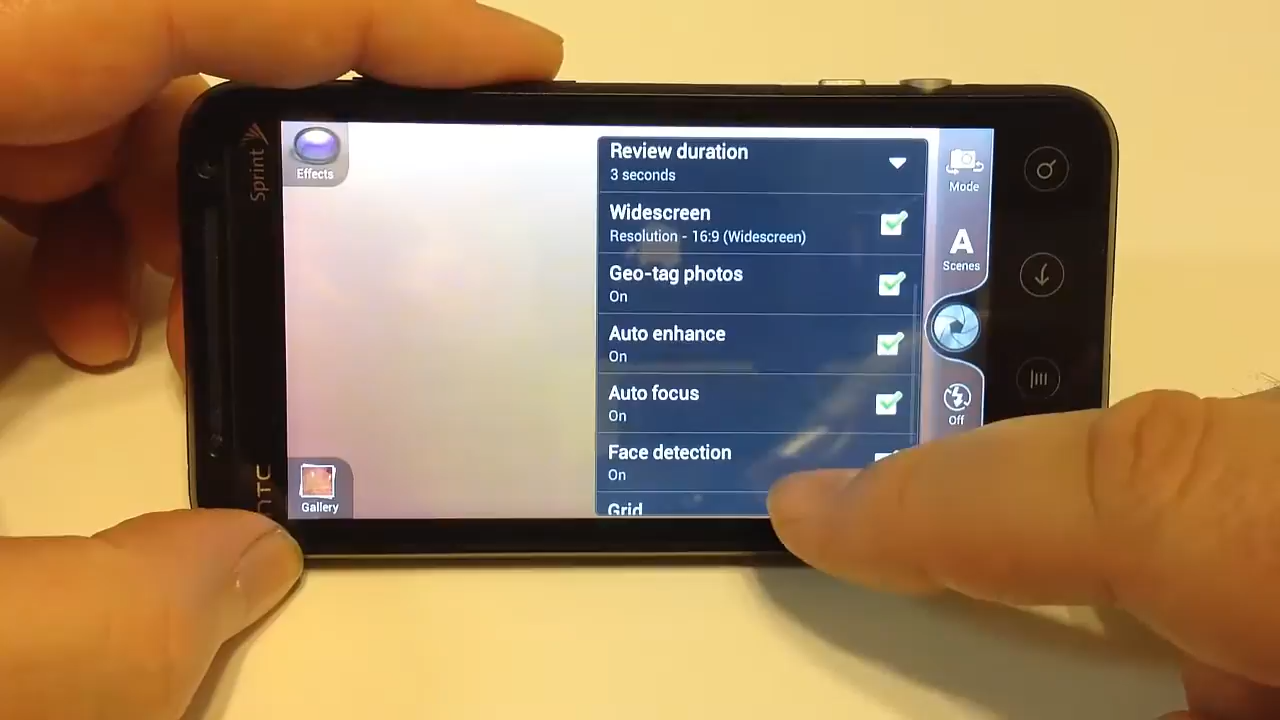 Sprint
HTC
Effects
Gallery
Review duration
3 seconds
Widescreen
Resolution - 16:9 (Widescreen)
Geo-tag photos
On
Auto enhance
On
Auto focus
On
Face detection
On
Grid
Mode
A
Scenes
Off